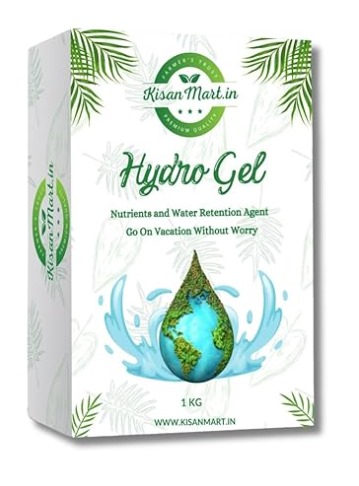 FARMER'S TRUST
KisanMart.in
PREMIUM QUALITY
Hydro Gel
Nutrients and Water Retention Agent
Go On Vacation Without Worry
1 KG
WWW.KISANMART.IN
KisanMart.in